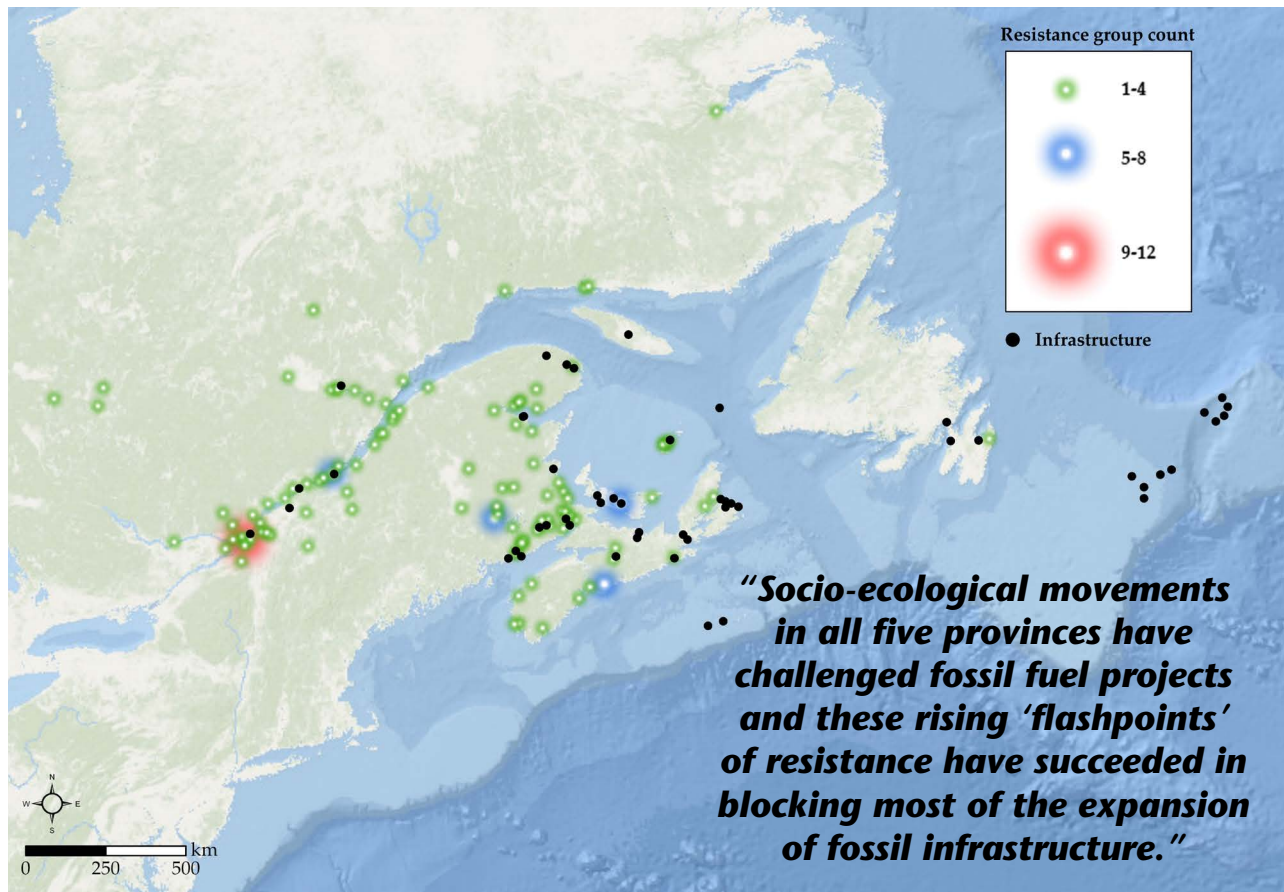 Resistance group count
1-4
5-8
9-12
Infrastructure
"Socio-ecological movements
in all five provinces have
challenged fossil fuel projects
and these rising ‘flashpoints’
of resistance have succeeded in
blocking most of the expansion
of fossil infrastructure."
N
W E
S
km
0 250 500